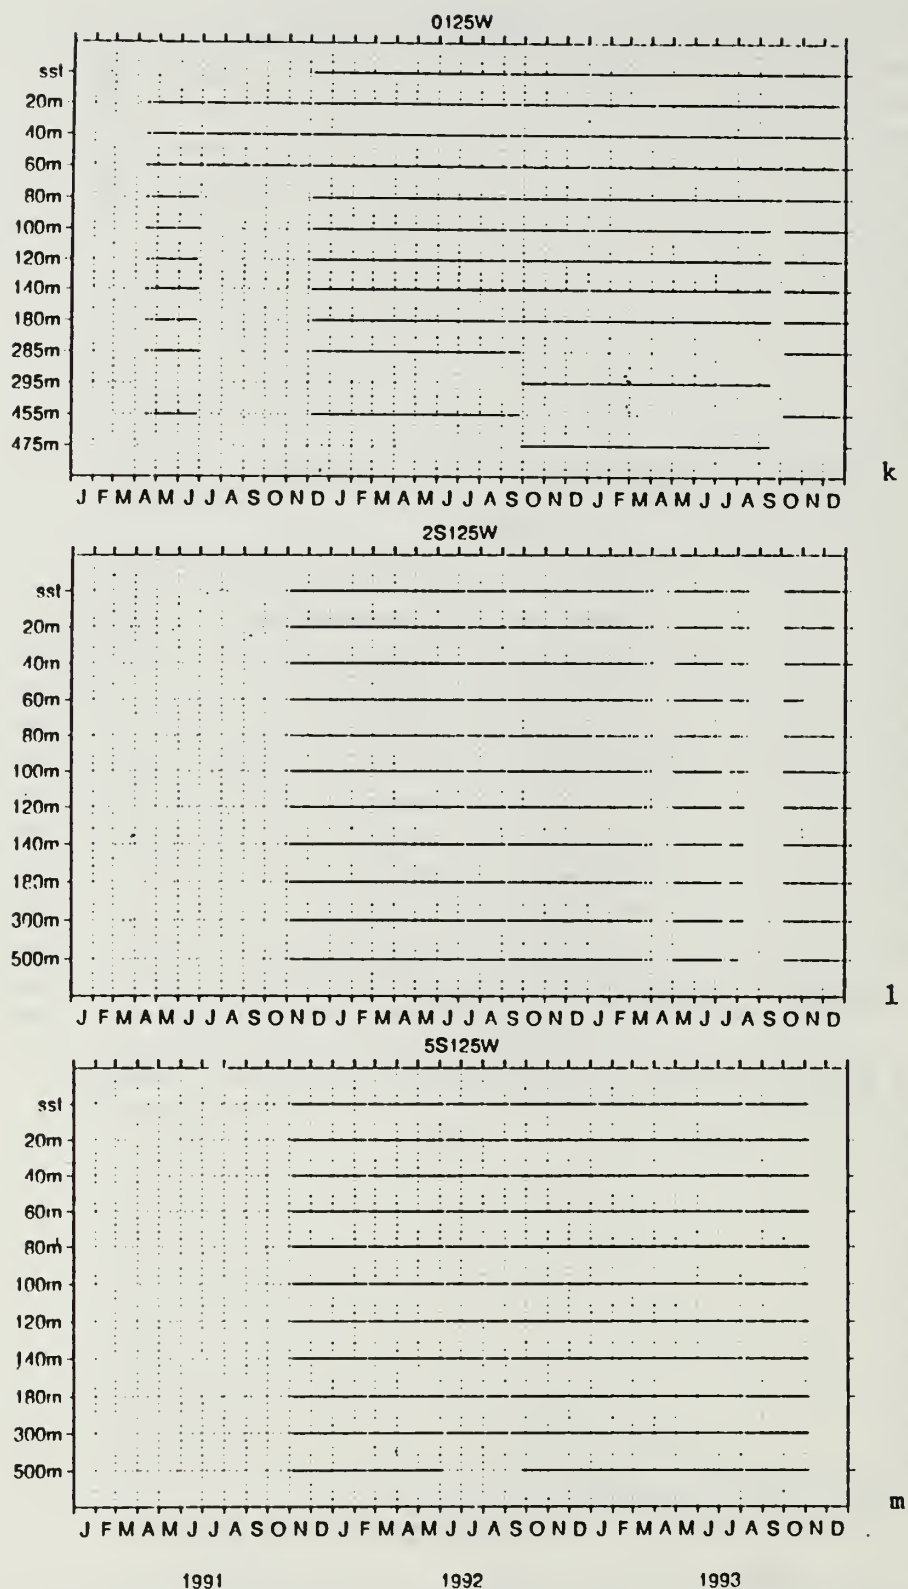 0125W
sst
20m
40m
60m
80m
100m
120m
140m
180m
285m
295m
455m
475m
k
J F M A M J J A S O N D J F M A M J J A S O N D J F M A M J J A S O N D
2S125W
sst
20m
40m
60m
80m
100m
120m
140m
180m
300m
500m
l
J F M A M J J A S O N D J F M A M J J A S O N D J F M A M J J A S O N D
5S125W
sst
20m
40m
60m
80m
100m
120m
140m
180m
300m
500m
m
J F M A M J J A S O N D J F M A M J J A S O N D J F M A M J J A S O N D
1991 1992 1993